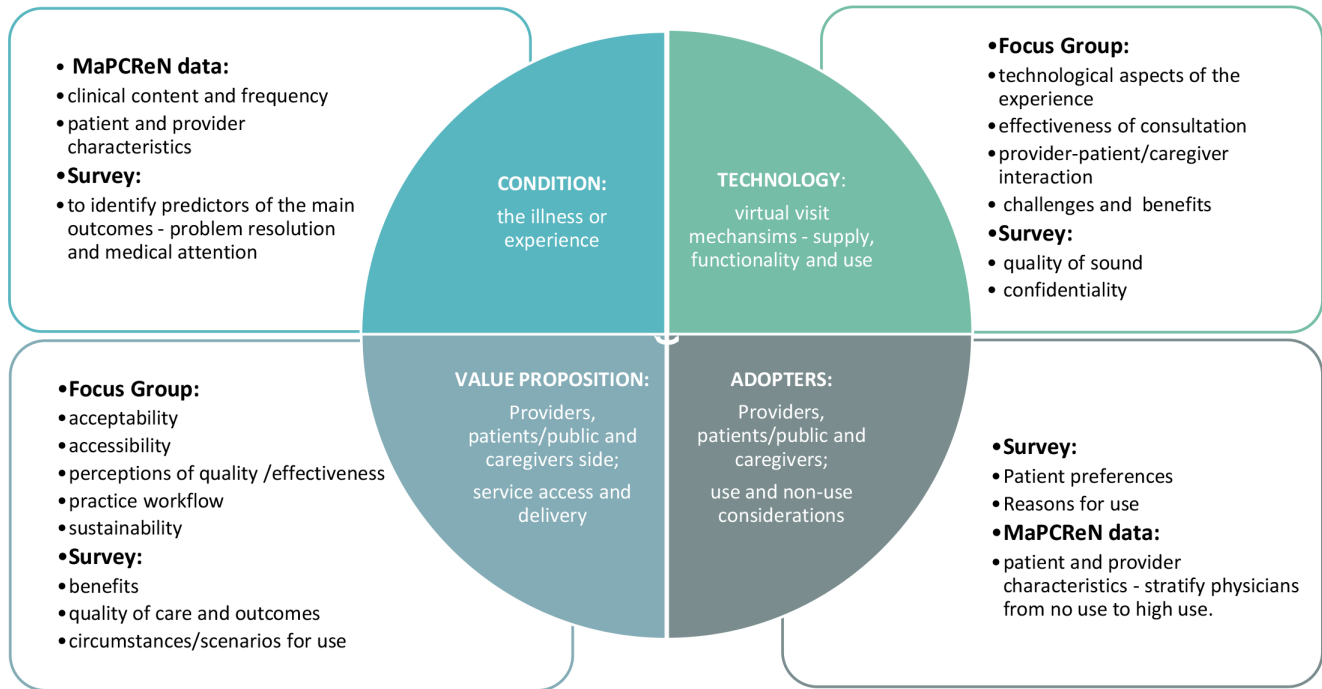 • MaPCReN data:
•clinical content and frequency
•patient and provider
characteristics
•Survey:
•to identify predictors of the main
outcomes - problem resolution
and medical attention
CONDITION:
the illness or
experience
TECHNOLOGY:
virtual visit
mechansims - supply,
functionality and use
•Focus Group:
•technological aspects of the
experience
•effectiveness of consultation
•provider-patient/caregiver
interaction
• challenges and benefits
•Survey:
• quality of sound
• confidentiality
•Focus Group:
•acceptability
•accessibility
•perceptions of quality /effectiveness
•practice workflow
•sustainability
•Survey:
•benefits
•quality of care and outcomes
•circumstances/scenarios for use
VALUE PROPOSITION:
Providers,
patients/public and
caregivers side;
service access and
delivery
ADOPTERS:
Providers,
patients/public and
caregivers;
use and non-use
considerations
•Survey:
•Patient preferences
•Reasons for use
•MaPCReN data:
•patient and provider
characteristics - stratify physicians
from no use to high use.